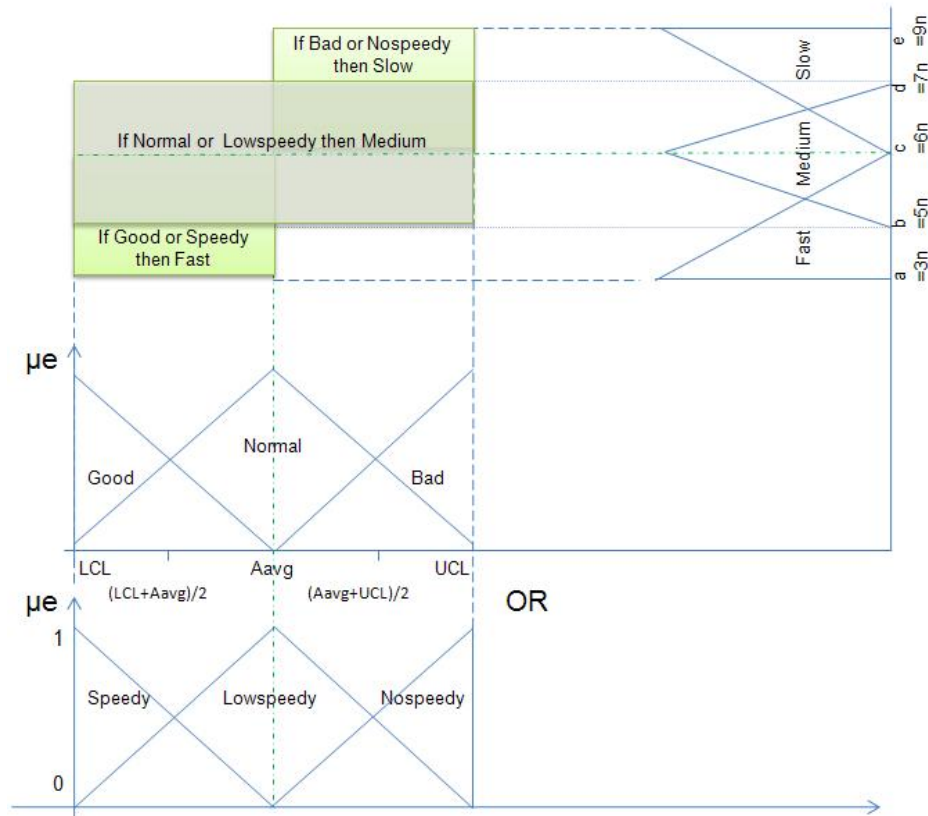 If Bad or Nospeedy
then Slow
If Normal or Lowspeedy then Medium
If Good or Speedy
then Fast
Slow
Medium
Fast
e
=9n
d
=7n
c
=6n
b
=5n
a
=3n
µe
Good
Normal
Bad
LCL
Aavg
UCL
(LCL+Aavg)/2
(Aavg+UCL)/2
µe
OR
1
Speedy
Lowspeedy
Nospeedy
0